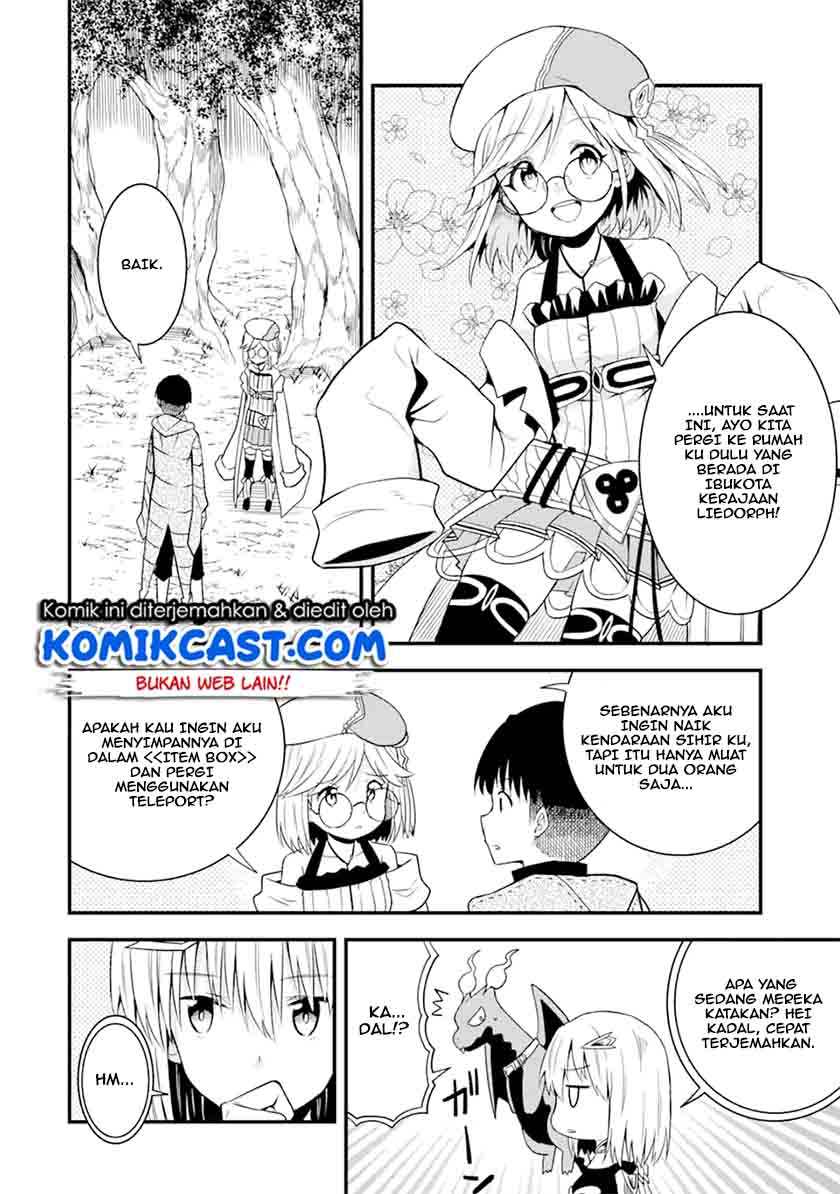 ....UNTUK SAAT
INI, AYO KITA
PERGI KE RUMAH
KU DULU YANG
BERADA DI
IBUKOTA
KERAJAAN
LIEDORPH!
BAIK.
Komik ini diterjemahkan & diedit oleh
KOMIKCAST.COM
BUKAN WEB LAIN!!
SEBENARNYA AKU
INGIN NAIK
KENDARAAN SIHIR KU,
TAPI ITU HANYA MUAT
UNTUK DUA ORANG
SAJA...
APAKAH KAU INGIN AKU
MENYIMPANNYA DI
DALAM <<ITEM BOX>>
DAN PERGI
MENGGUNAKAN
TELEPORT?
APA YANG
SEDANG MEREKA
KATAKAN? HEI
KADAL, CEPAT
TERJEMAHKAN.
KA...
DAL!?
ガーン
HM...